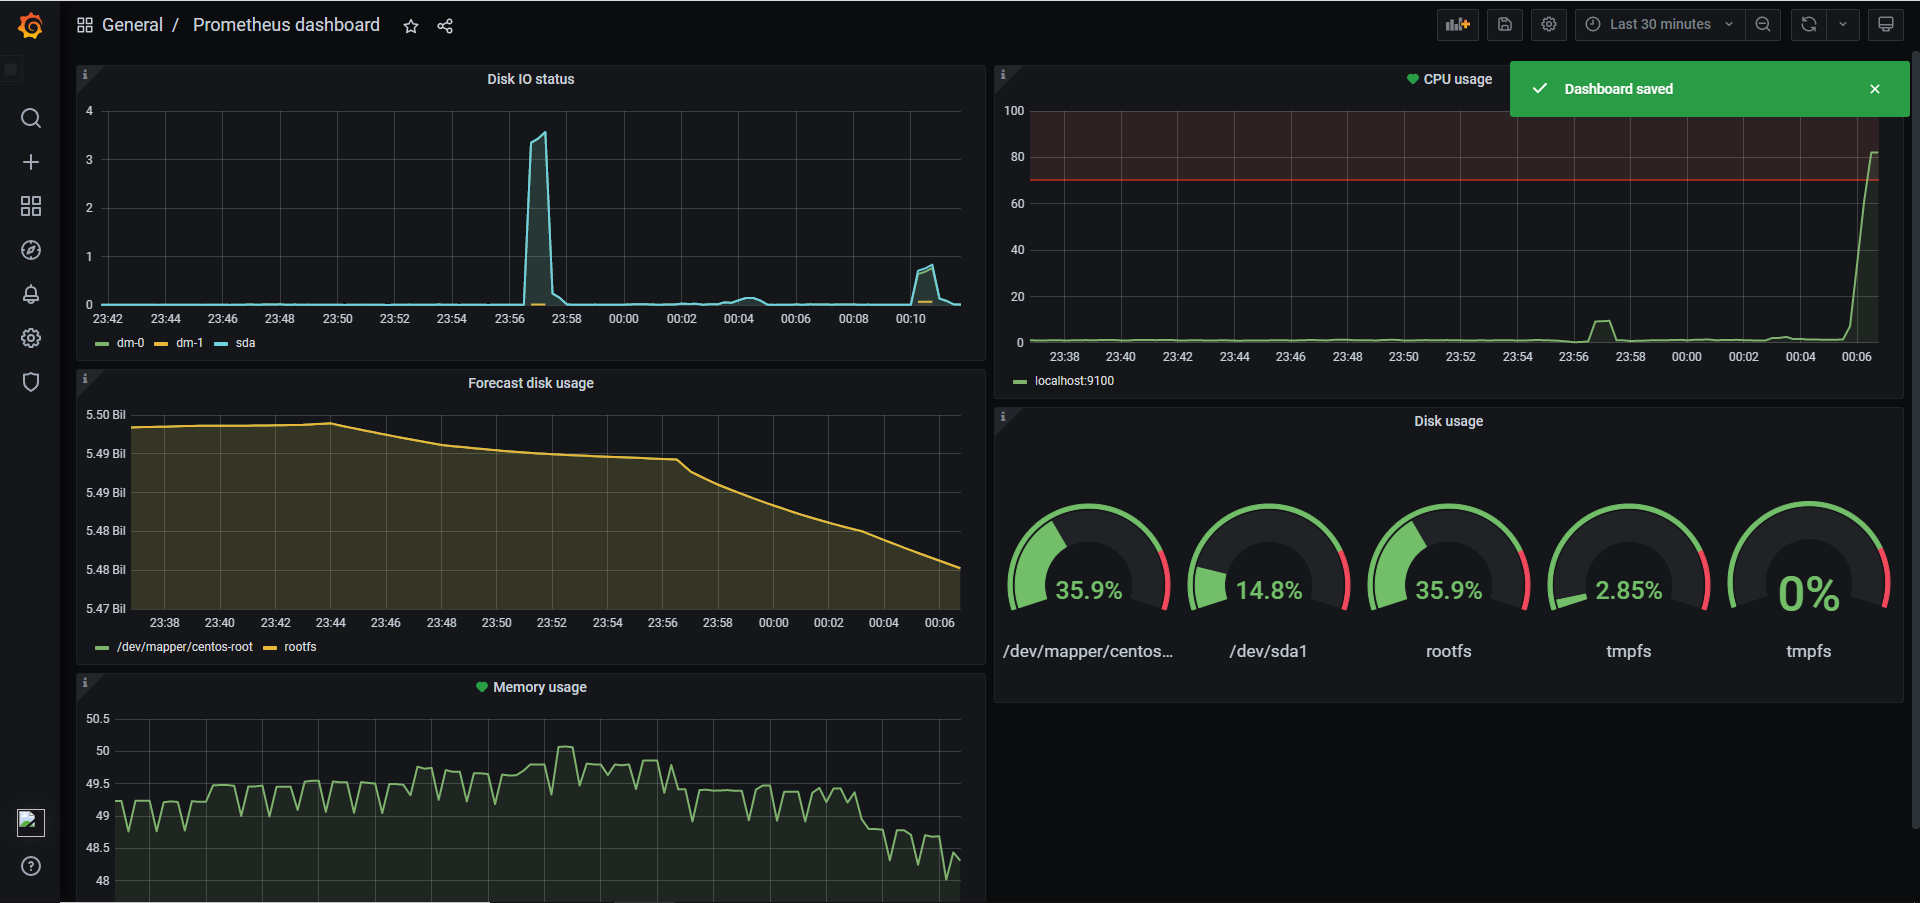 General / Prometheus dashboard
Last 30 minutes
Dashboard saved
Disk IO status
4
3
2
1
0
23:42 23:44 23:46 23:48 23:50 23:52 23:54 23:56 23:58 00:00 00:02 00:04 00:06 00:08 00:10
dm-0 dm-1 sda
CPU usage
100
80
60
40
20
0
23:38 23:40 23:42 23:44 23:46 23:48 23:50 23:52 23:54 23:56 23:58 00:00 00:02 00:04 00:06
localhost:9100
Forecast disk usage
5.50 Bil
5.49 Bil
5.49 Bil
5.48 Bil
5.48 Bil
5.47 Bil
23:38 23:40 23:42 23:44 23:46 23:48 23:50 23:52 23:54 23:56 23:58 00:00 00:02 00:04 00:06
/dev/mapper/centos-root rootfs
Disk usage
35.9% 14.8% 35.9% 2.85% 0%
/dev/mapper/centos... /dev/sda1 rootfs tmpfs tmpfs
Memory usage
50.5
50
49.5
49
48.5
48